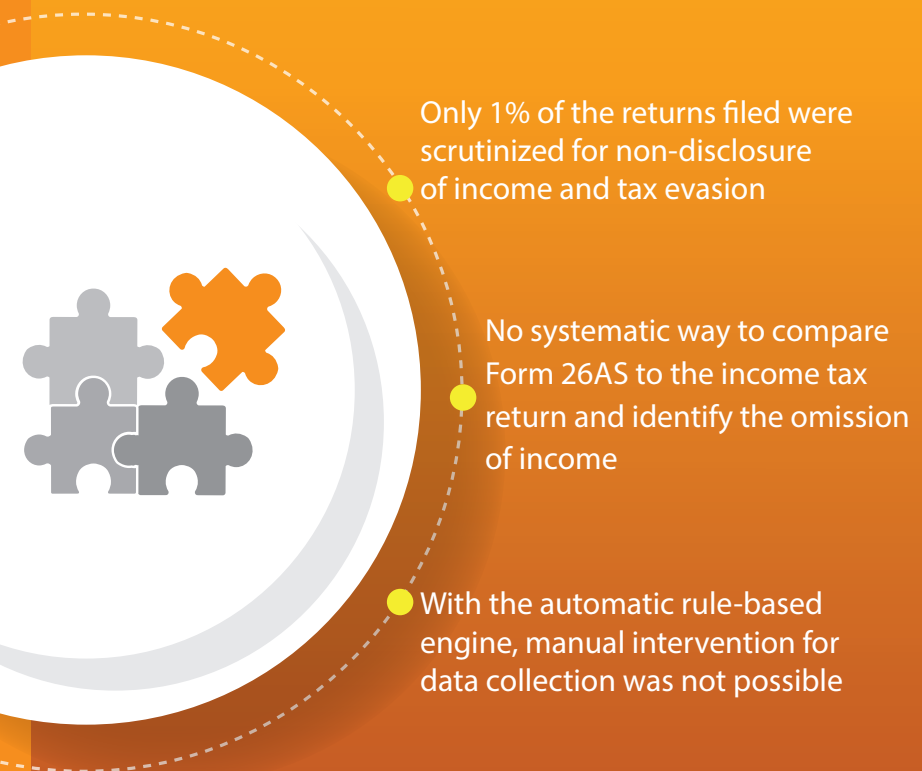 Only 1% of the returns filed were
scrutinized for non-disclosure
of income and tax evasion
No systematic way to compare
Form 26AS to the income tax
return and identify the omission
of income
With the automatic rule-based
engine, manual intervention for
data collection was not possible